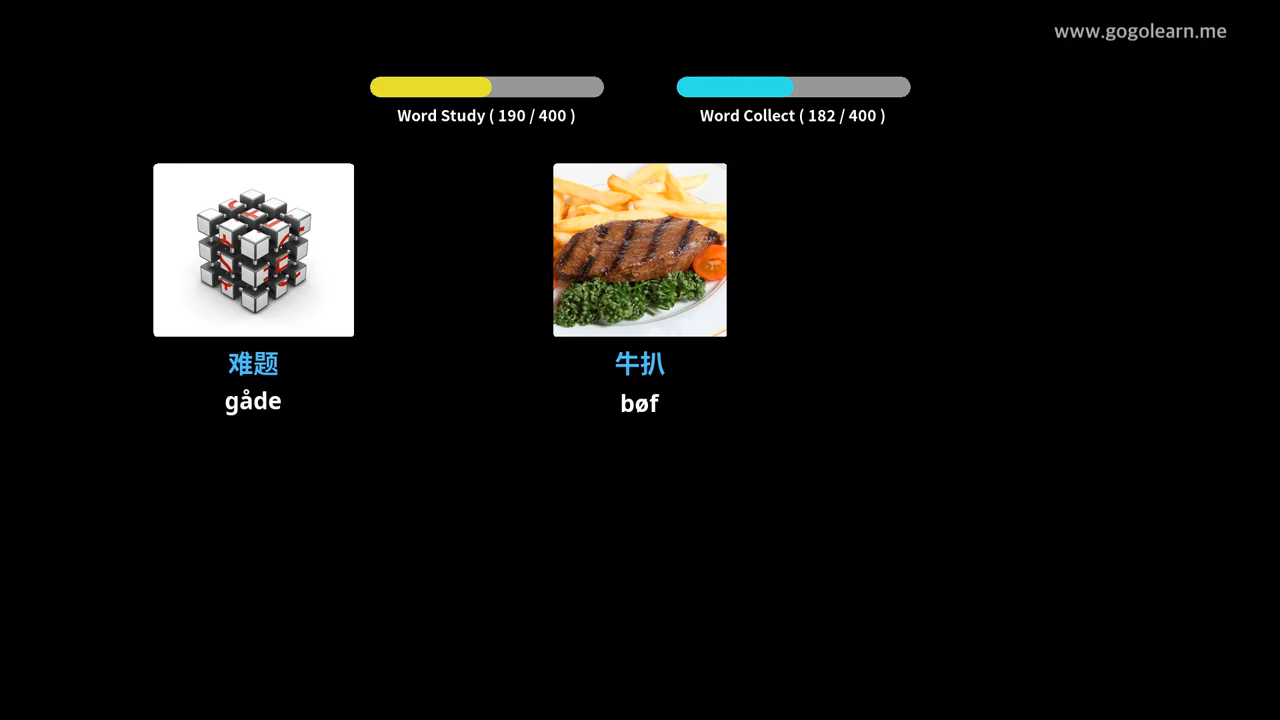 www.gogolearn.me
Word Study ( 190 / 400 )
Word Collect ( 182 / 400 )
难题
gåde
牛扒
bøf